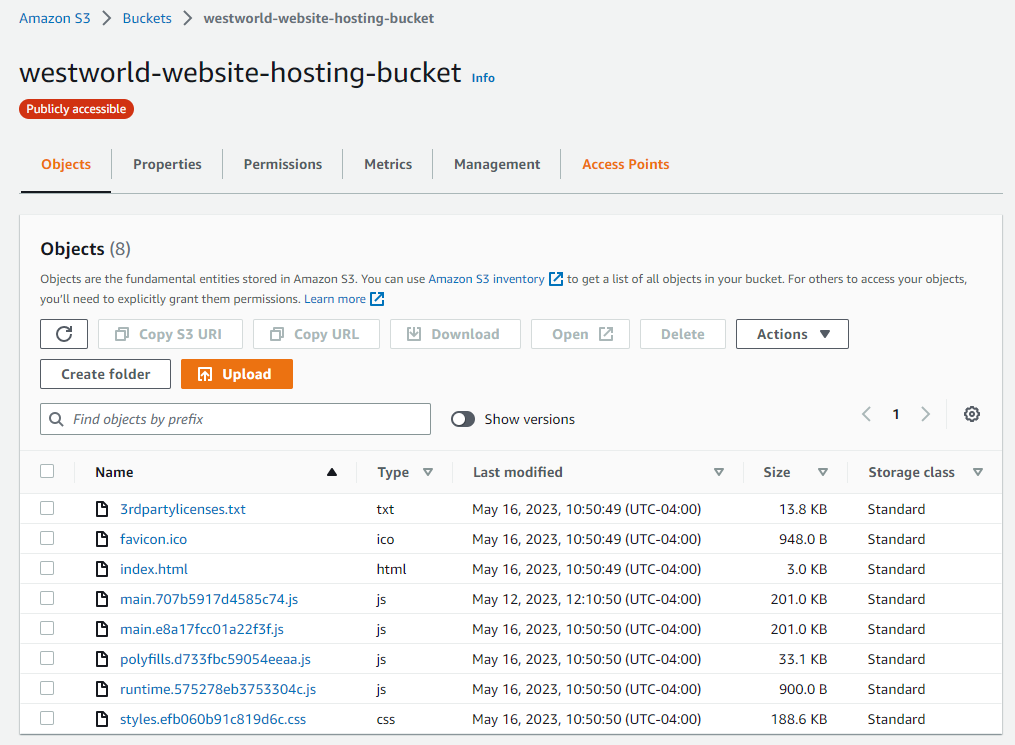 Amazon S3 > Buckets > westworld-website-hosting-bucket
westworld-website-hosting-bucket Info
Publicly accessible
Objects Properties Permissions Metrics Management Access Points
Objects (8)
Objects are the fundamental entities stored in Amazon S3. You can use Amazon S3 inventory to get a list of all objects in your bucket. For others to access your objects,
you'll need to explicitly grant them permissions. Learn more
Copy S3 URI Copy URL Download Open Delete Actions
Create folder Upload
Find objects by prefix Show versions 1
Name Type Last modified Size Storage class
3rdpartylicenses.txt txt May 16, 2023, 10:50:49 (UTC-04:00) 13.8 KB Standard
favicon.ico ico May 16, 2023, 10:50:49 (UTC-04:00) 948.0 B Standard
index.html html May 16, 2023, 10:50:49 (UTC-04:00) 3.0 KB Standard
main.707b5917d4585c74.js js May 12, 2023, 12:10:50 (UTC-04:00) 201.0 KB Standard
main.e8a17fcc01a22f3f.js js May 16, 2023, 10:50:50 (UTC-04:00) 201.0 KB Standard
polyfills.d733fbc59054eeaa.js js May 16, 2023, 10:50:50 (UTC-04:00) 33.1 KB Standard
runtime.575278eb3753304c.js js May 16, 2023, 10:50:50 (UTC-04:00) 900.0 B Standard
styles.efb060b91c819d6c.css css May 16, 2023, 10:50:50 (UTC-04:00) 188.6 KB Standard